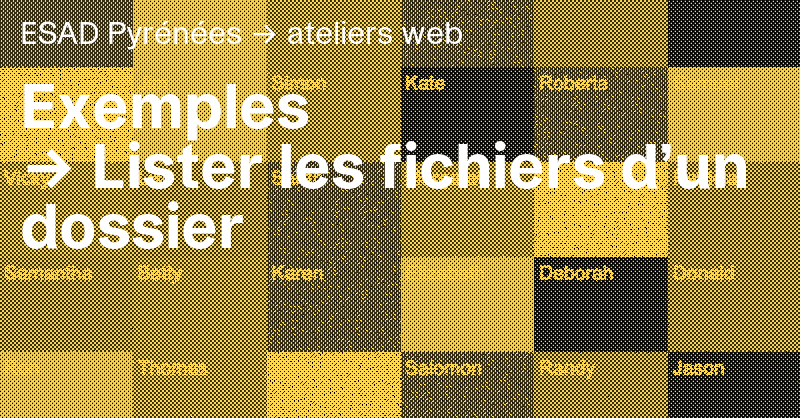 ESAD Pyrénées → ateliers web
Simon Kate Roberta
Exemples
→ Lister les fichiers d’un
dossier
Samantha Betty Karen Deborah Donald
Thomas Salomon Randy Jason